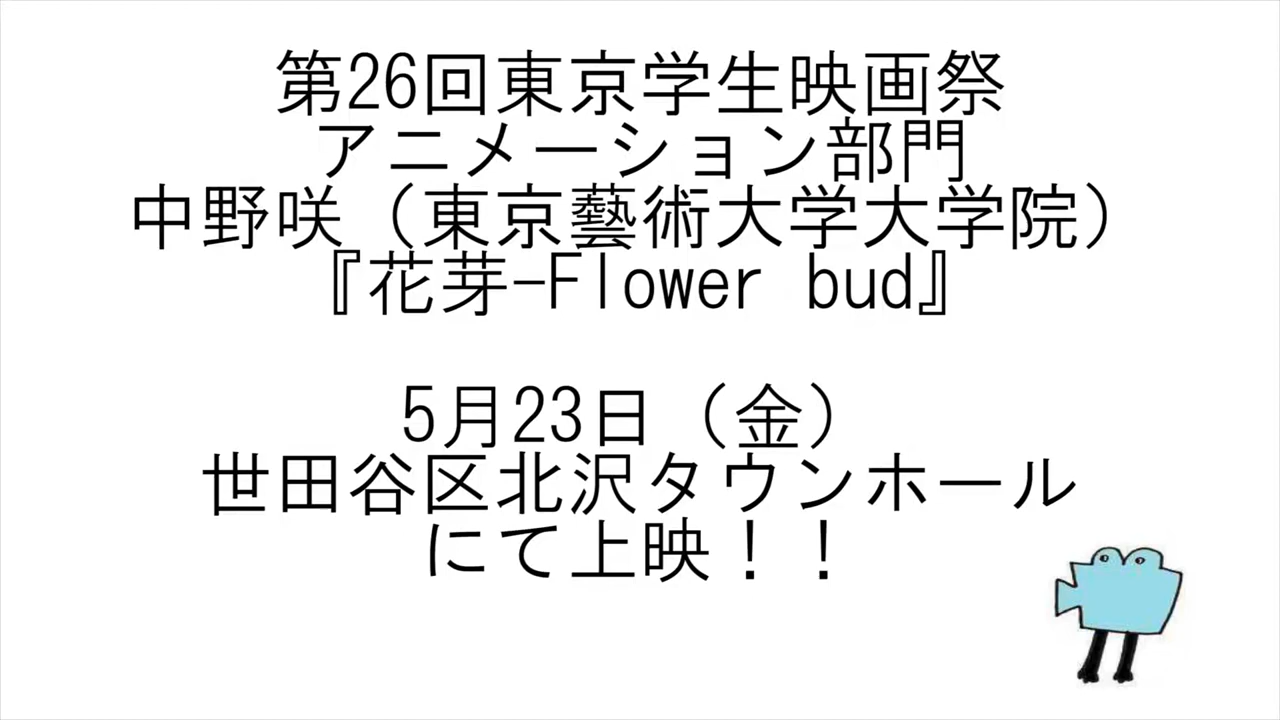 第26回東京学生映画祭
アニメーション部門
中野咲（東京藝術大学大学院）
『花芽-Flower bud』
5月23日（金）
世田谷区北沢タウンホール
にて上映！！